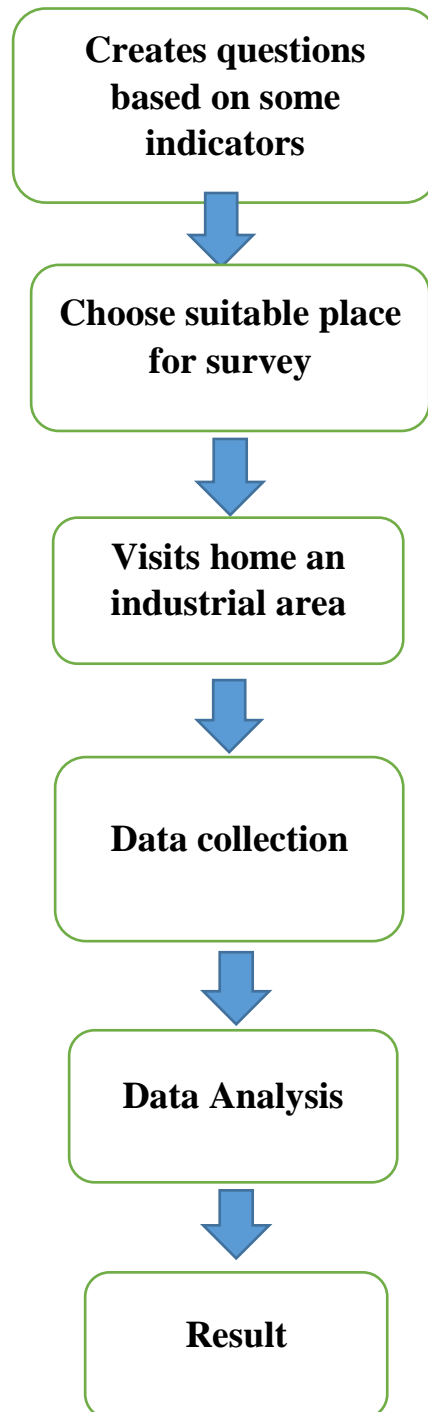 Creates questions
based on some
indicators
Choose suitable place
for survey
Visits home an
industrial area
Data collection
Data Analysis
Result